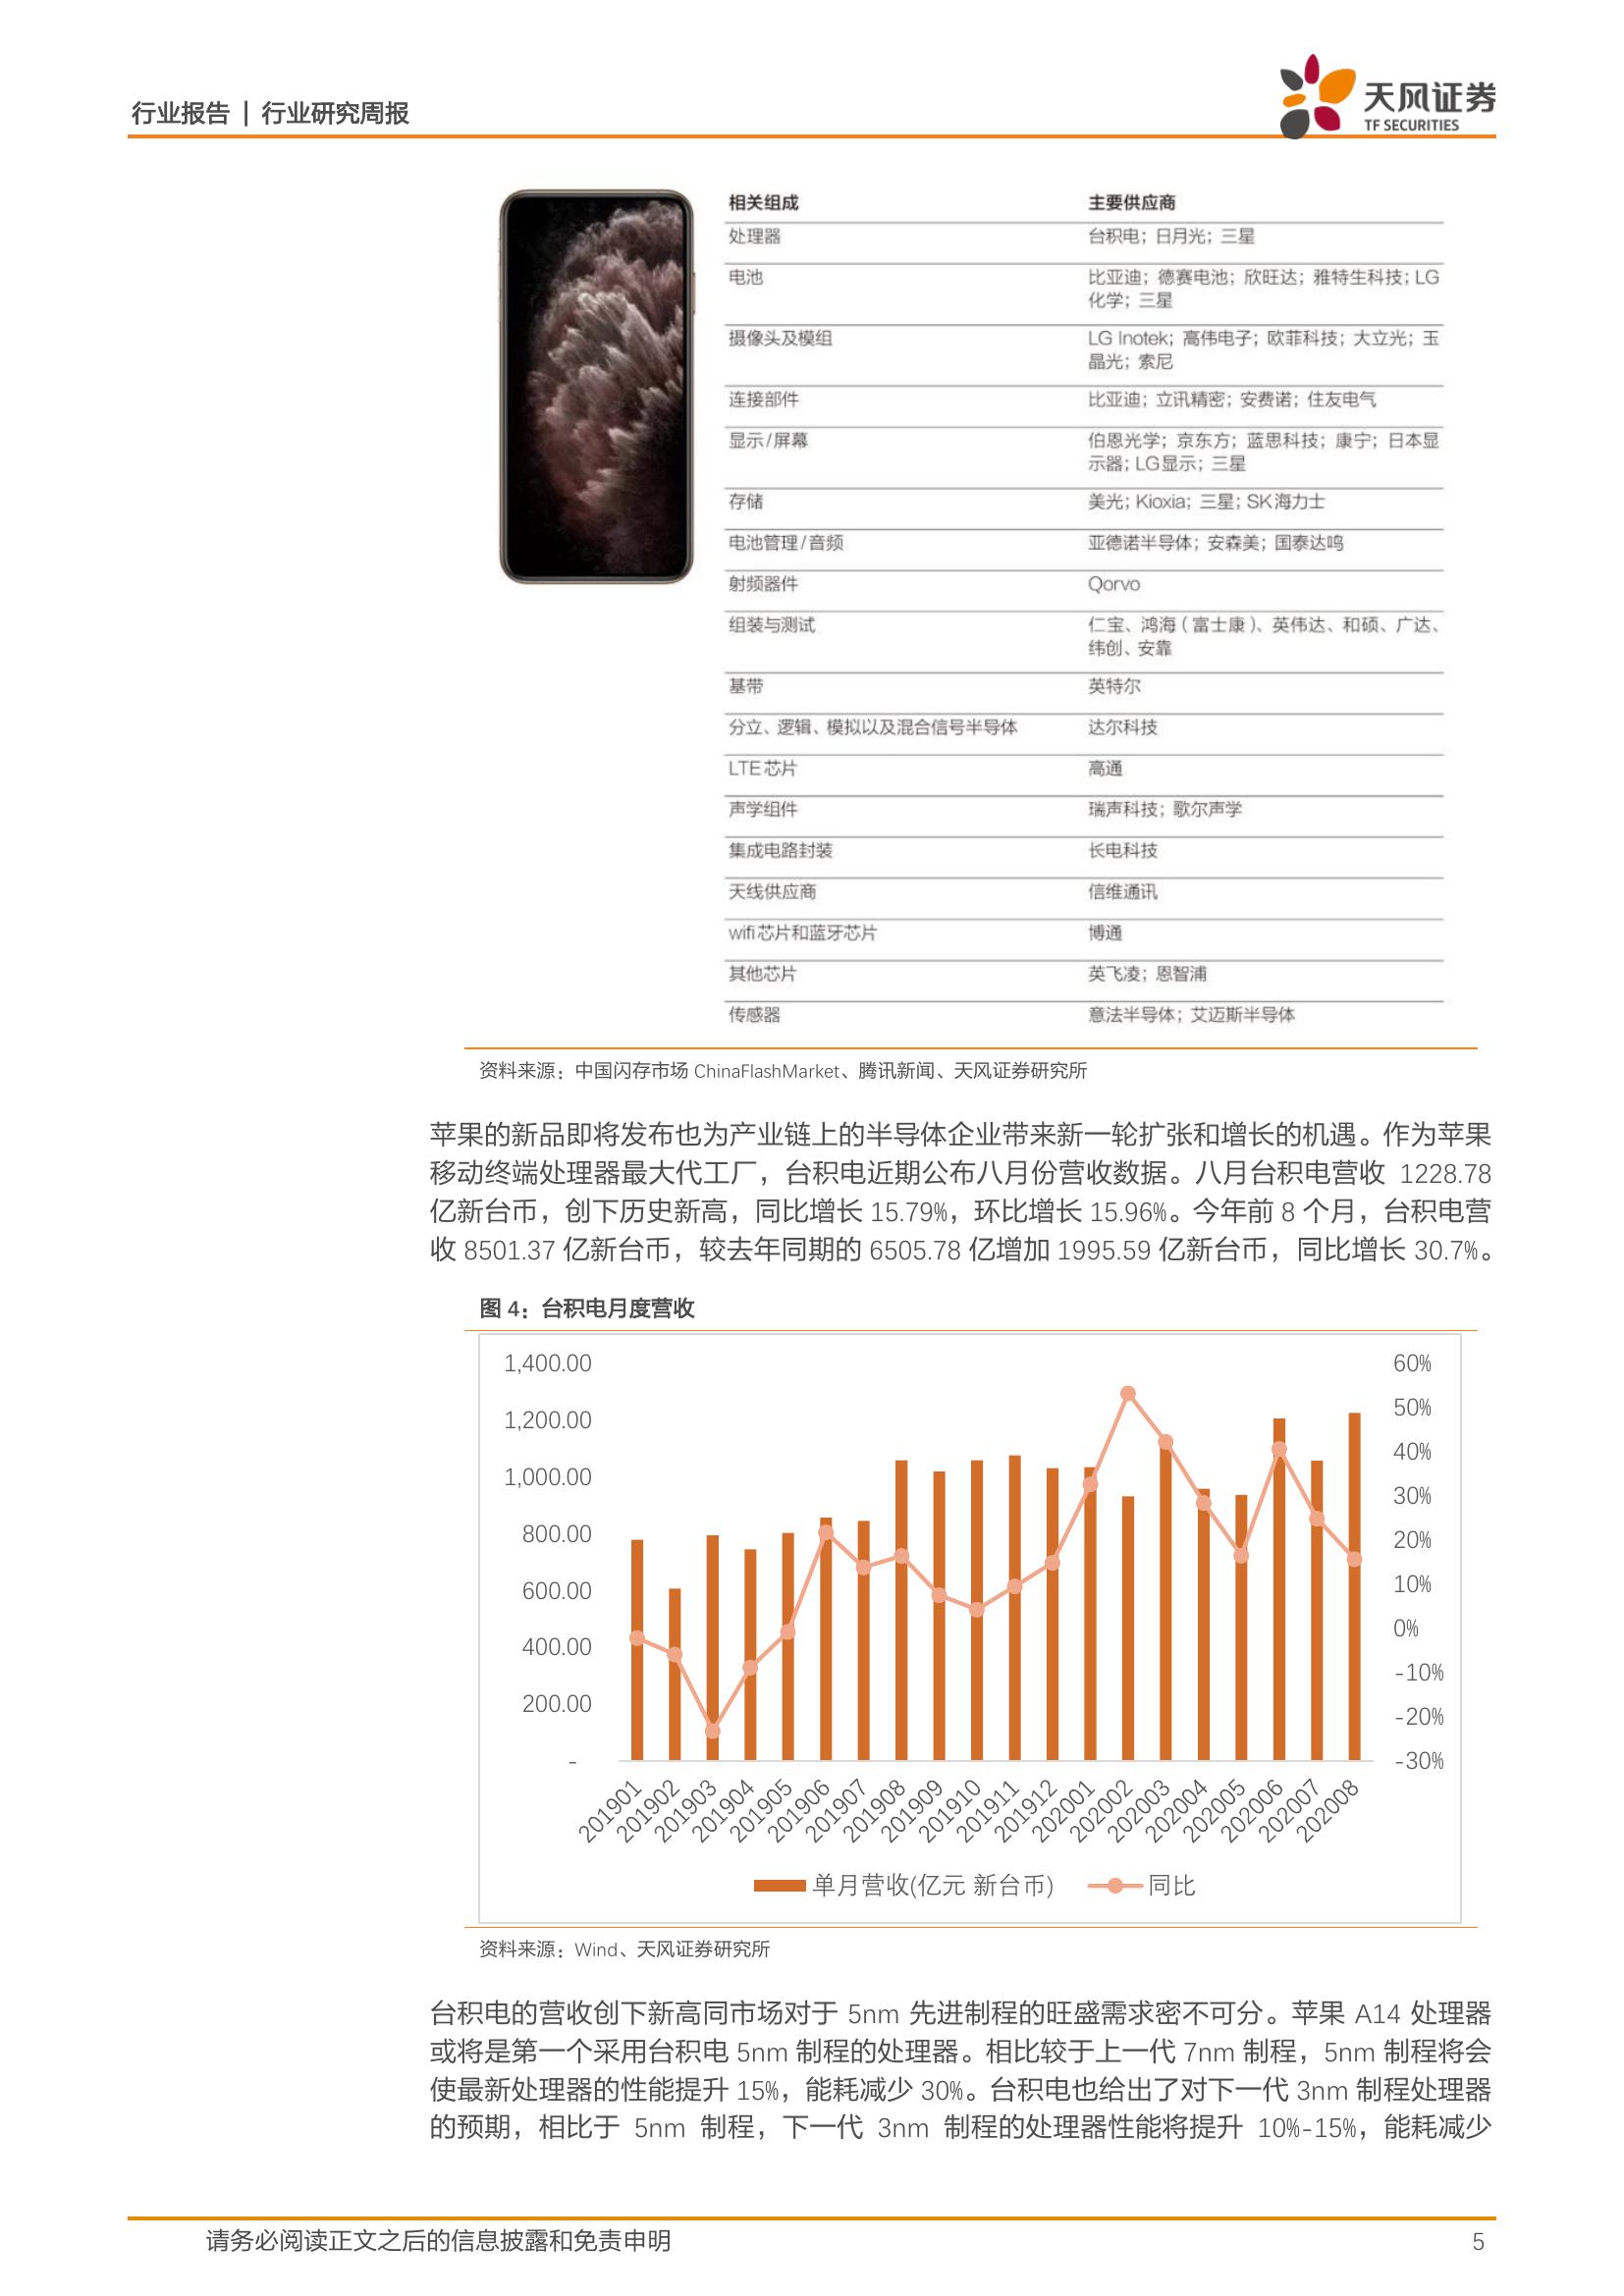 行业报告 | 行业研究周报
天风证券
TF SECURITIES
相关组成 主要供应商
处理器 台积电；日月光；三星
电池 比亚迪；德赛电池；欣旺达；雅特生科技；LG
化学；三星
摄像头及模组 LG Inotek；高伟电子；欧菲科技；大立光；玉
晶光；索尼
连接部件 比亚迪；立讯精密；安费诺；住友电气
显示/屏幕 伯恩光学；京东方；蓝思科技；康宁；日本显
示器；LG显示；三星
存储 美光；Kioxia；三星；SK海力士
电池管理/音频 亚德诺半导体；安森美；国泰达鸣
射频器件 Qorvo
组装与测试 仁宝、鸿海（富士康）、英伟达、和硕、广达、
纬创、安靠
基带 英特尔
分立、逻辑、模拟以及混合信号半导体 达尔科技
LTE芯片 高通
声学组件 瑞声科技；歌尔声学
集成电路封装 长电科技
天线供应商 信维通讯
wifi芯片和蓝牙芯片 博通
其他芯片 英飞凌；恩智浦
传感器 意法半导体；艾迈斯半导体
资料来源：中国闪存市场 ChinaFlashMarket、腾讯新闻、天风证券研究所
苹果的新品即将发布也为产业链上的半导体企业带来新一轮扩张和增长的机遇。作为苹果
移动终端处理器最大代工厂，台积电近期公布八月份营收数据。八月台积电营收 1228.78
亿新台币，创下历史新高，同比增长 15.79%，环比增长 15.96%。今年前 8 个月，台积电营
收 8501.37 亿新台币，较去年同期的 6505.78 亿增加 1995.59 亿新台币，同比增长 30.7%。
图 4：台积电月度营收
1,400.00 60%
1,200.00 50%
1,000.00 40%
800.00 30%
600.00 20%
400.00 10%
200.00 0%
- -10%
-20%
-30%
201901 201902 201903 201904 201905 201906 201907 201908 201909 201910 201911 201912 202001 202002 202003 202004 202005 202006 202007 202008
单月营收(亿元 新台币) 同比
资料来源：Wind、天风证券研究所
台积电的营收创下新高同市场对于 5nm 先进制程的旺盛需求密不可分。苹果 A14 处理器
或将是第一个采用台积电 5nm 制程的处理器。相比较于上一代 7nm 制程，5nm 制程将会
使最新处理器的性能提升 15%，能耗减少 30%。台积电也给出了对下一代 3nm 制程处理器
的预期，相比于 5nm 制程，下一代 3nm 制程的处理器性能将提升 10%-15%，能耗减少
请务必阅读正文之后的信息披露和免责申明 5